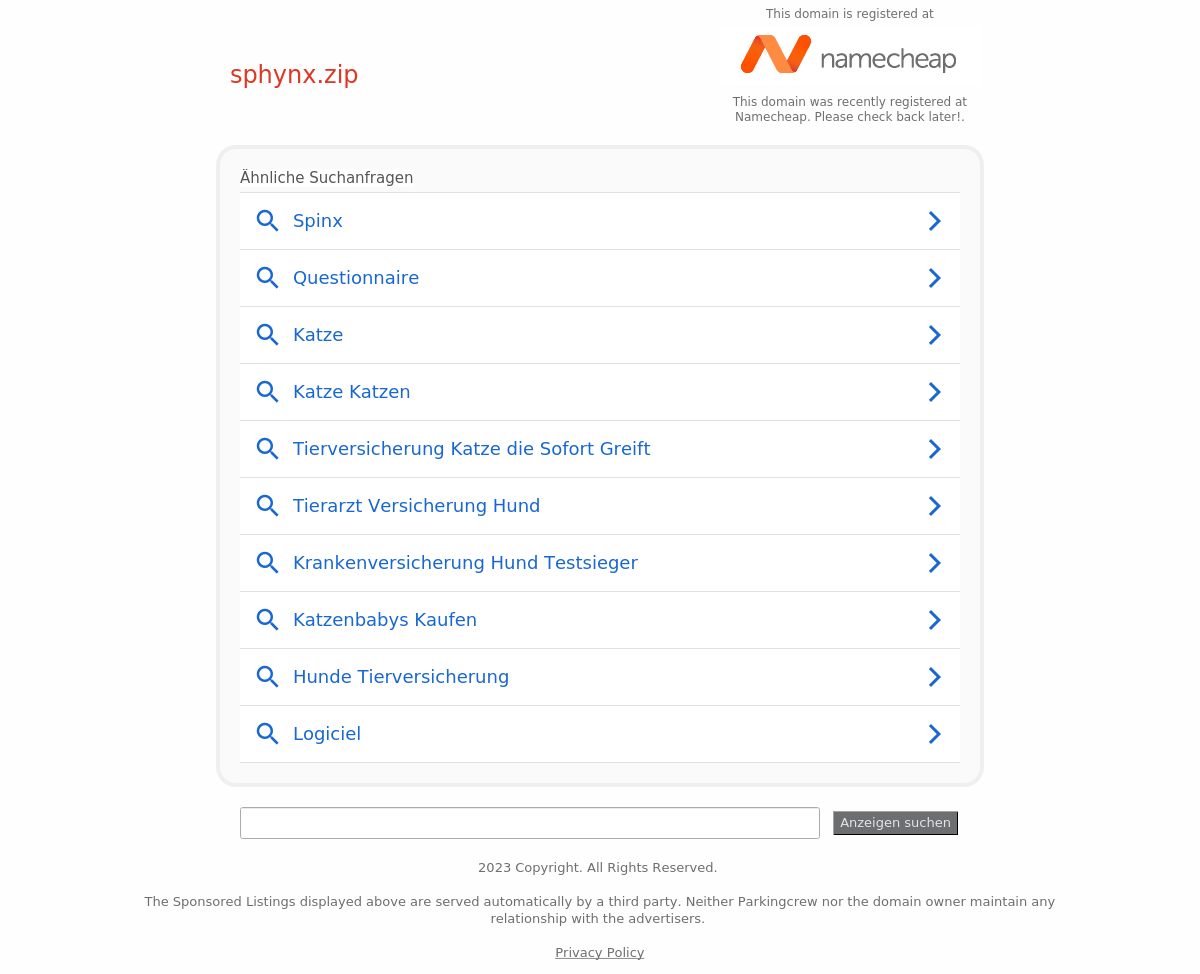 This domain is registered at
namecheap
sphynx.zip
This domain was recently registered at
Namecheap. Please check back later!.
Ähnliche Suchanfragen
Spinx
Questionnaire
Katze
Katze Katzen
Tierversicherung Katze die Sofort Greift
Tierarzt Versicherung Hund
Krankenversicherung Hund Testsieger
Katzenbabys Kaufen
Hunde Tierversicherung
Logiciel
Anzeigen suchen
2023 Copyright. All Rights Reserved.
The Sponsored Listings displayed above are served automatically by a third party. Neither Parkingcrew nor the domain owner maintain any
relationship with the advertisers.
Privacy Policy